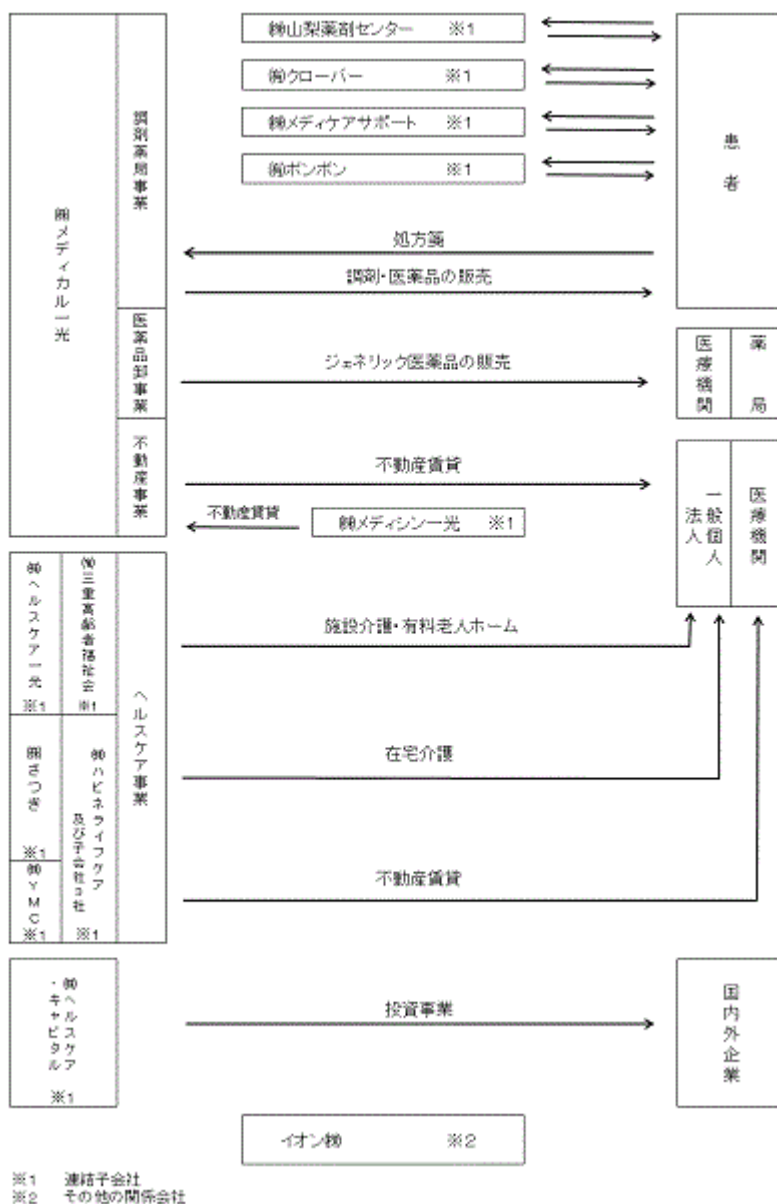 ㈱メディカル一光
調剤薬局事業
㈱山梨薬剤センター ※1
㈲クローバー ※1
㈱メディケアサポート ※1
㈲ポンポン ※1
患者
処方箋
調剤・医薬品の販売
医薬品卸事業
ジェネリック医薬品の販売
医療機関
薬局
不動産事業
不動産賃貸
不動産賃貸
㈱メディシン一光 ※1
法人
一般個人
医療機関
㈱ヘルスケア一光
※1
㈲三重高齢者福祉会
※1
ヘルスケア事業
施設介護・有料老人ホーム
㈱さつき
※1
㈱ハピネライフケア
及び子会社3社
※1
在宅介護
㈱YMC
※1
不動産賃貸
㈱ヘルスケア
・キャピタル
※1
投資事業
国内外企業
イオン㈱ ※2
※1 連結子会社
※2 その他の関係会社